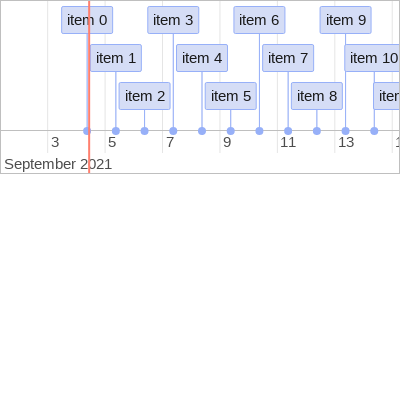 item 0 item 3 item 6 item 9
item 1 item 4 item 7 item 10
item 2 item 5 item 8
3 5 7 9 11 13
September 2021